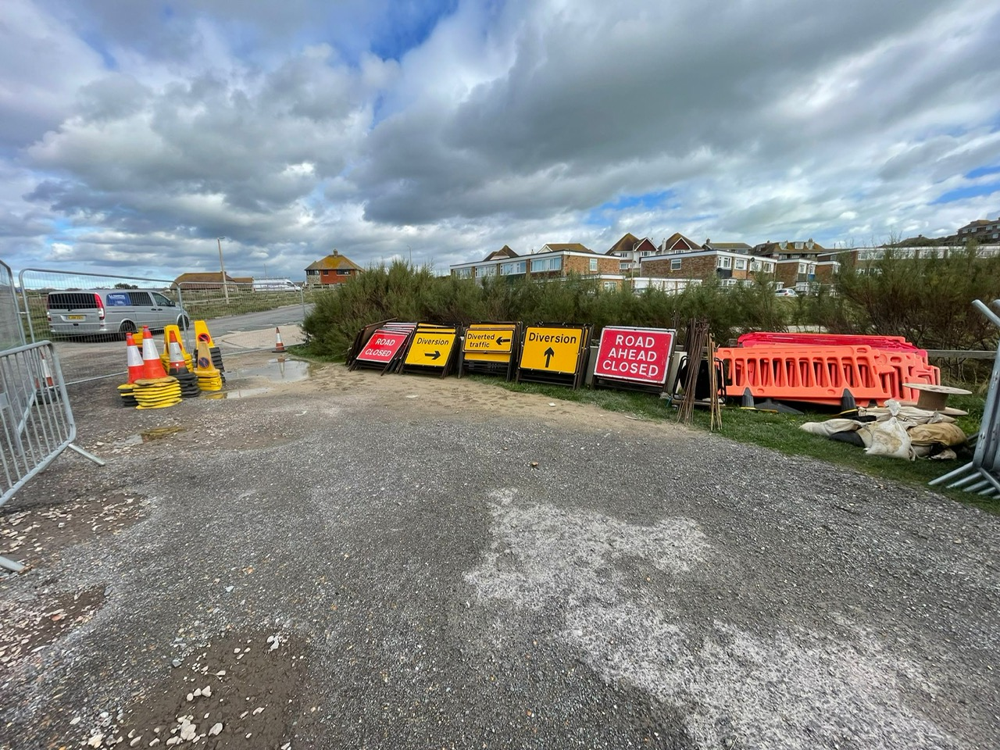 ROAD
CLOSED
Diversion
Diverted
traffic
Diversion
ROAD
AHEAD
CLOSED